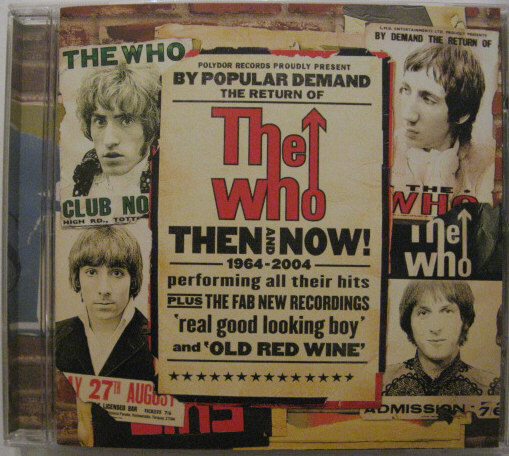 THE WHO
CLUB NO
HIGH RD., TOTT
POLYDOR RECORDS PROUDLY PRESENT
BY POPULAR DEMAND
THE RETURN OF
The
Who
THEN AND NOW!
1964-2004
performing all their hits
PLUS THE FAB NEW RECORDINGS
'real good looking boy'
and 'OLD RED WINE'
BY DEMAND THE RETURN OF
THE
WHO
The
Who
AY 27TH AUGUST
LICENSED BAR
ADMISSION 7/6